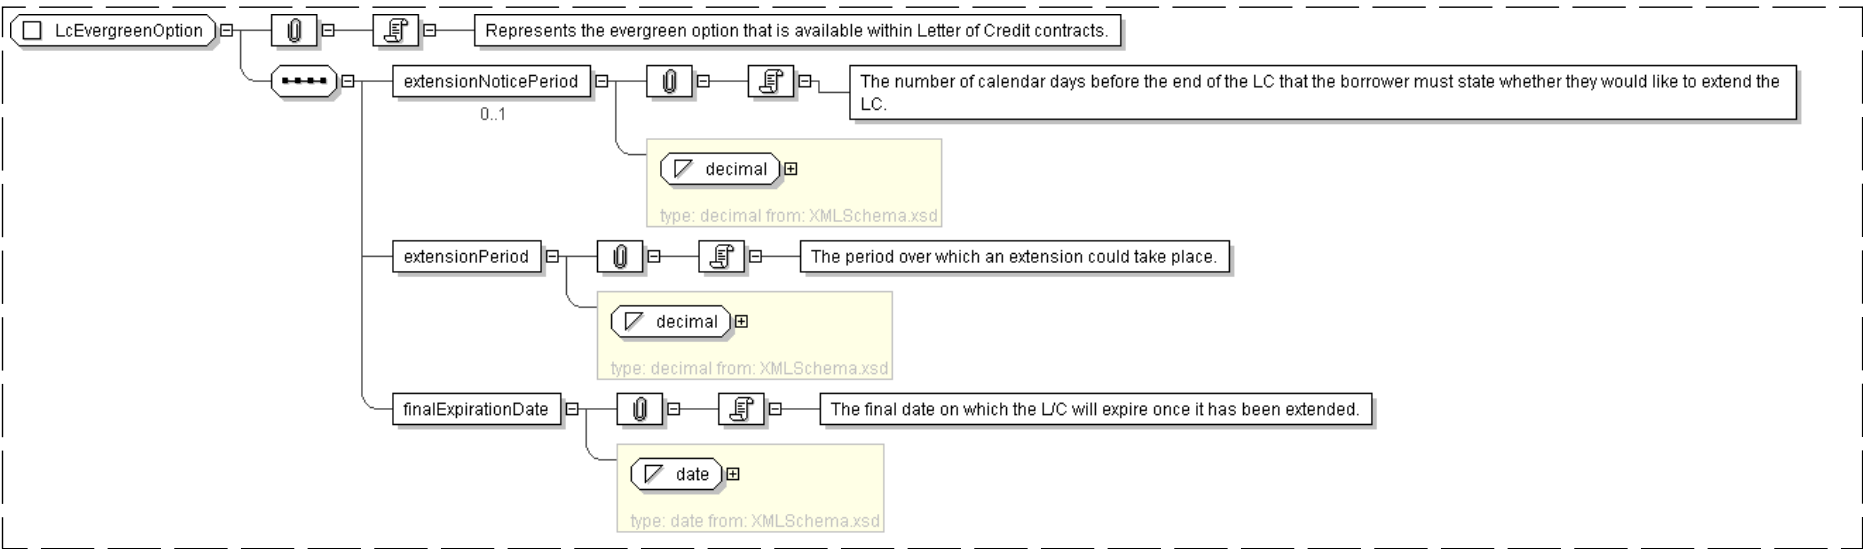 LcEvergreenOption
Represents the evergreen option that is available within Letter of Credit contracts.
extensionNoticePeriod
0..1
The number of calendar days before the end of the LC that the borrower must state whether they would like to extend the
LC.
decimal
type: decimal from: XMLSchema.xsd
extensionPeriod
The period over which an extension could take place.
decimal
type: decimal from: XMLSchema.xsd
finalExpirationDate
The final date on which the L/C will expire once it has been extended.
date
type: date from: XMLSchema.xsd